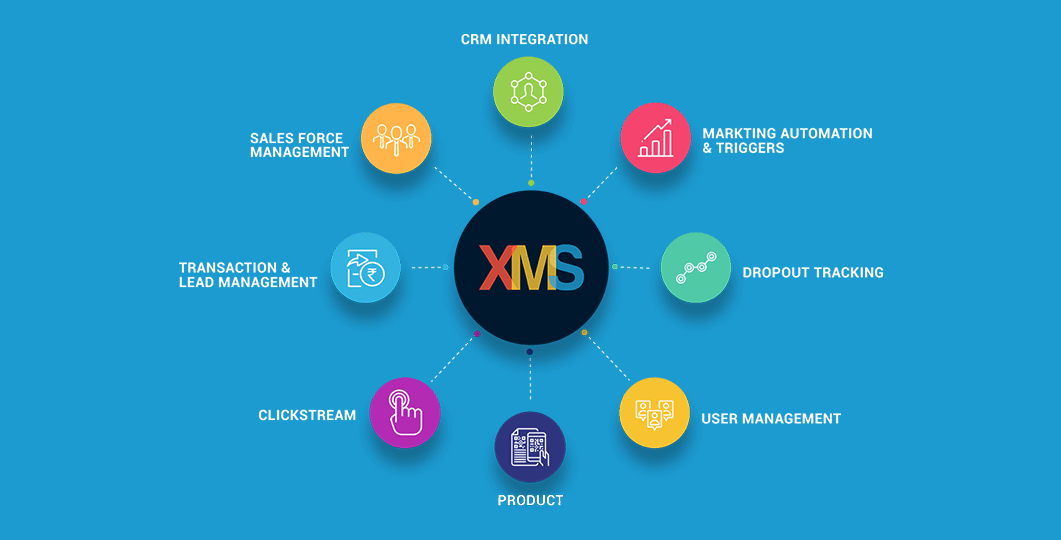 CRM INTEGRATION
SALES FORCE
MANAGEMENT
MARKTING AUTOMATION
& TRIGGERS
XMS
TRANSACTION &
LEAD MANAGEMENT
₹
DROPOUT TRACKING
CLICKSTREAM
USER MANAGEMENT
PRODUCT